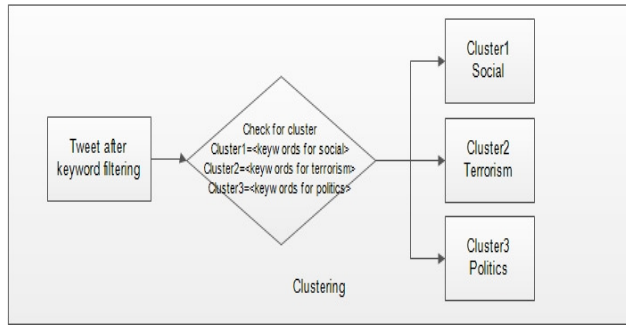 Tweet after
keyword filtering
Check for cluster
Cluster1=<keyw ords for social>
Cluster2=<keyw ords for terrorism>
Cluster3=<keyw ords for politics>
Cluster1
Social
Cluster2
Terrorism
Cluster3
Politics
Clustering